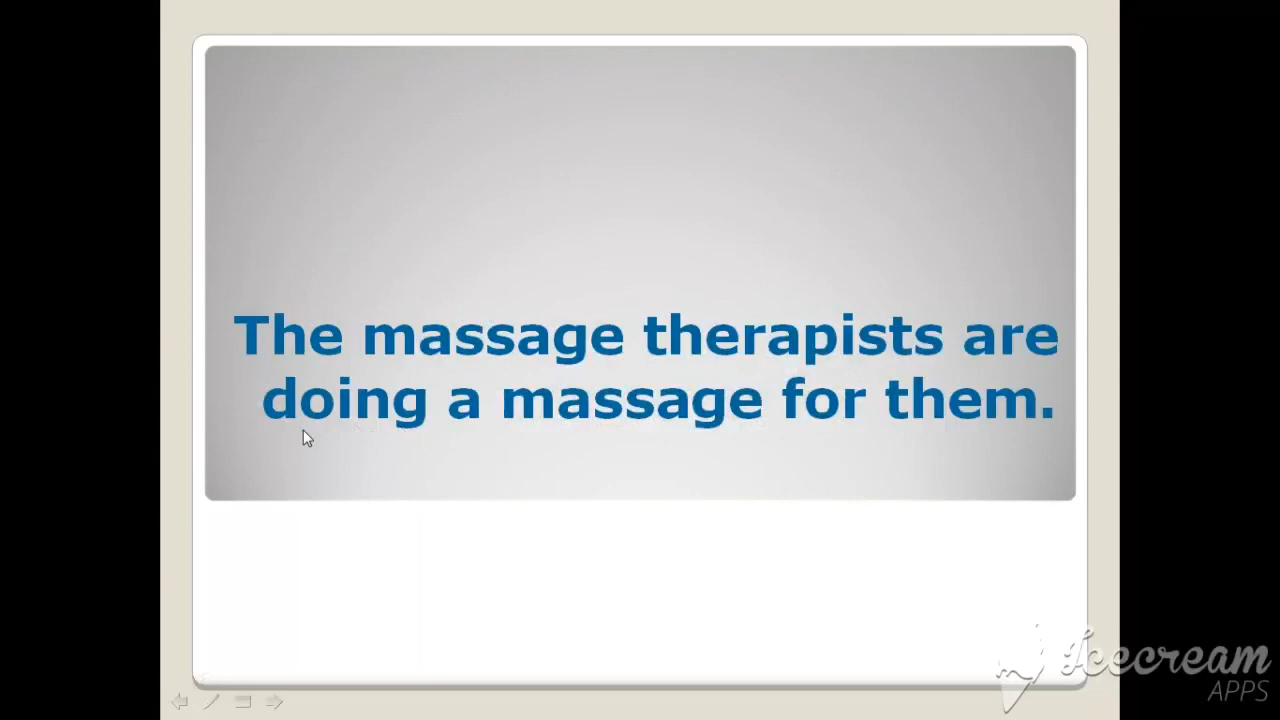 The massage therapists are
doing a massage for them.
Icecream
APPS